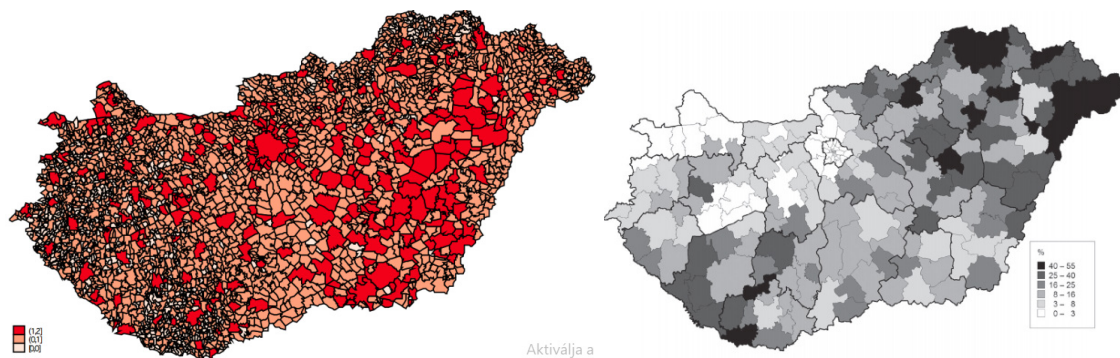 (1,2]
(0,1]
[0,0]
Aktiválja a
%
40 – 55
25 – 40
16 – 25
8 – 16
3 – 8
0 – 3